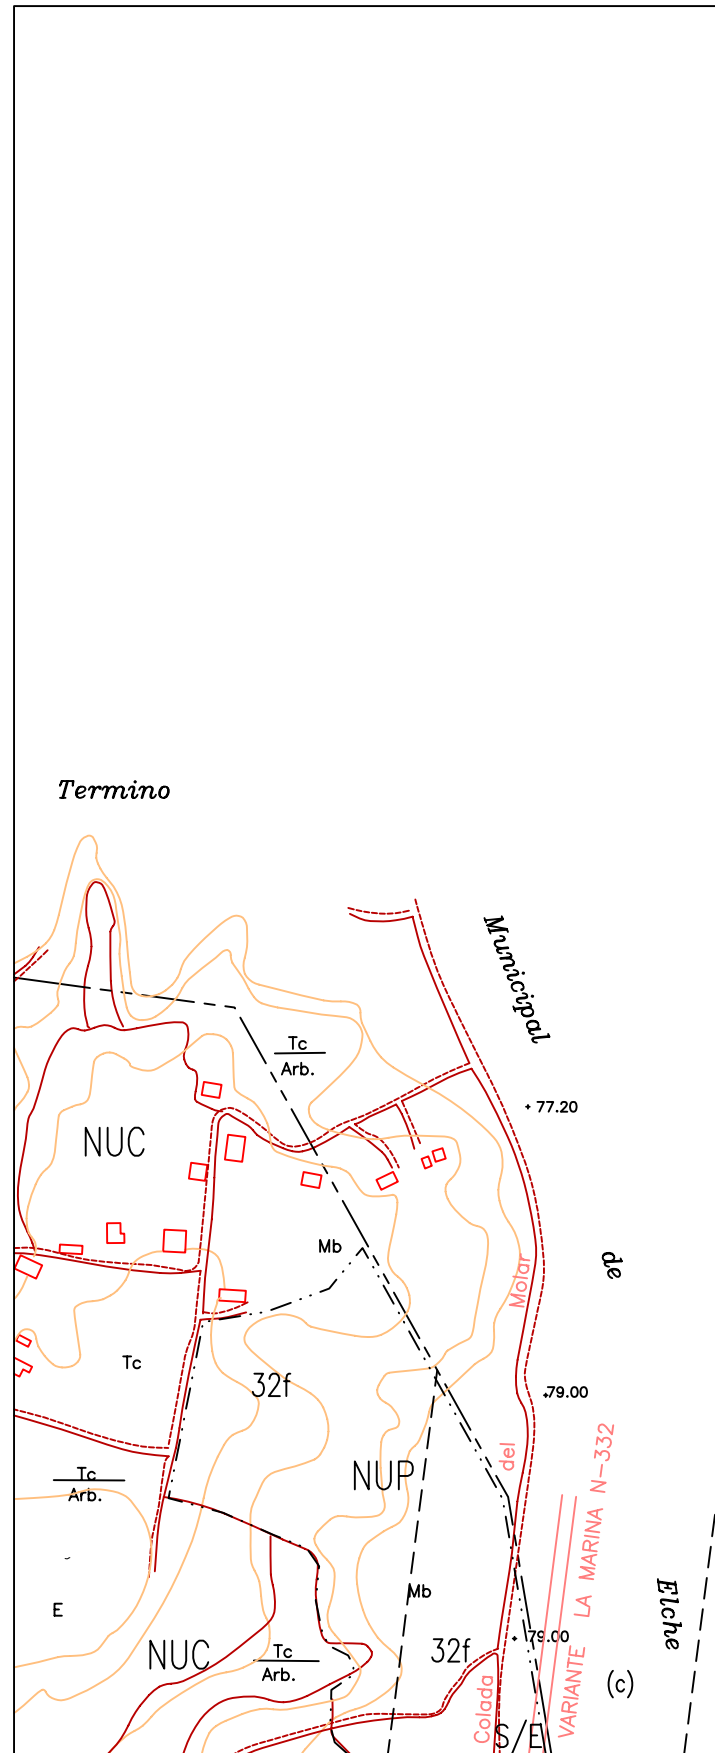 Termino
Municipal
Tc
Arb.
77.20
NUC
Mb
de
Molar
Tc
32f
79.00
del
NUP
Tc
Arb.
VARIANTE LA MARINA N-332
Mb
E
Elche
79.00
NUC
Tc
Arb.
32f
(c)
Colada
S/E